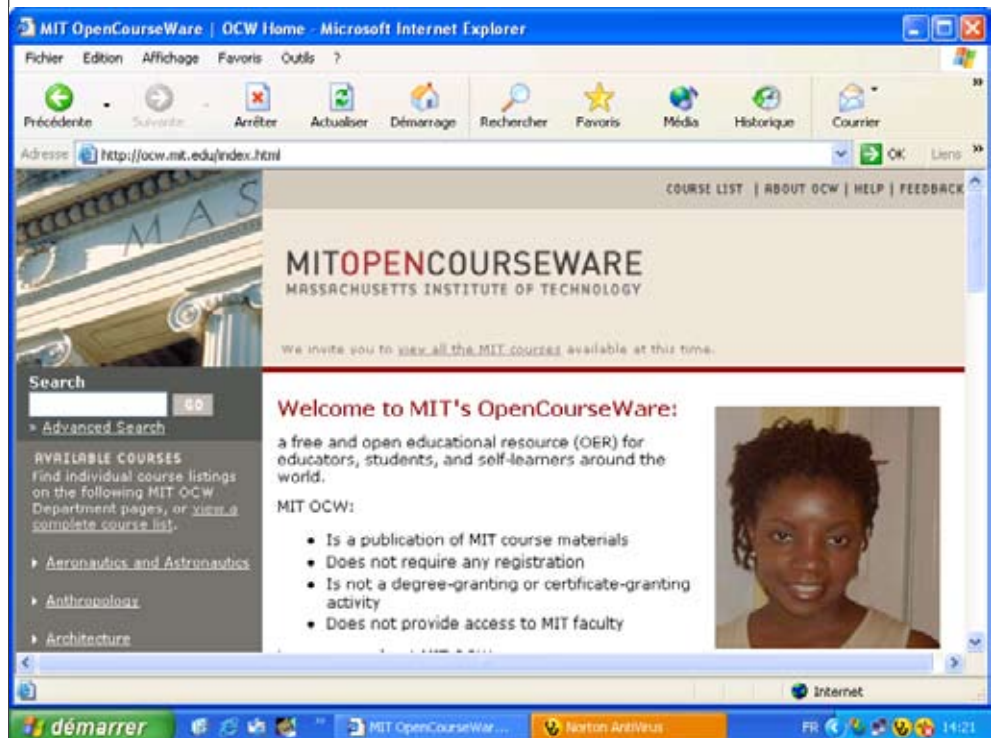 MIT OpenCourseWare | OCW Home - Microsoft Internet Explorer
Fichier Edition Affichage Favoris Outils ?
Précédente Suivante Arrêter Actualiser Démarrage Rechercher Favoris Média Historique Courrier
Adresse http://ocw.mit.edu/index.html OK Liens
MAS
COURSE LIST | ABOUT OCW | HELP | FEEDBACK
MITOPENCOURSEWARE
MASSACHUSETTS INSTITUTE OF TECHNOLOGY
We invite you to view all the MIT courses available at this time.
Search
GO
» Advanced Search
AVAILABLE COURSES
Find individual course listings
on the following MIT OCW
Department pages, or view a
complete course list.
Aeronautics and Astronautics
Anthropology
Architecture
Welcome to MIT's OpenCourseWare:
a free and open educational resource (OER) for
educators, students, and self-learners around the
world.
MIT OCW:
• Is a publication of MIT course materials
• Does not require any registration
• Is not a degree-granting or certificate-granting
activity
• Does not provide access to MIT faculty
Internet
démarrer MIT OpenCourseWar... Norton AntiVirus FR 14:21